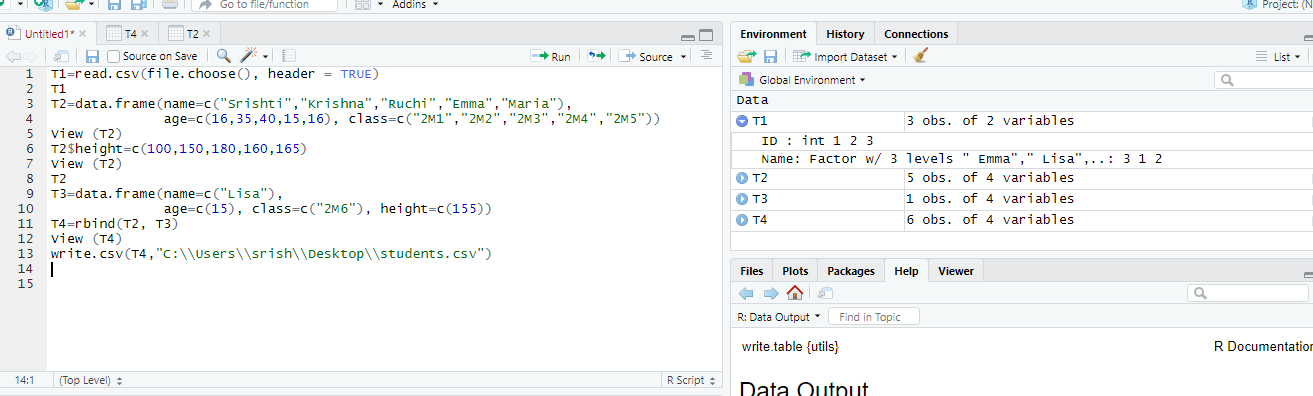 Go to file/function
Addins
Project: (N
Untitled1*
T4
T2
Source on Save
Run
Source
1 T1=read.csv(file.choose(), header = TRUE)
2 T1
3 T2=data.frame(name=c("Srishti","Krishna","Ruchi","Emma","Maria"),
4 age=c(16,35,40,15,16), class=c("2M1","2M2","2M3","2M4","2M5"))
5 View (T2)
6 T2$height=c(100,150,180,160,165)
7 View (T2)
8 T2
9 T3=data.frame(name=c("Lisa"),
10 age=c(15), class=c("2M6"), height=c(155))
11 T4=rbind(T2, T3)
12 View (T4)
13 write.csv(T4,"C:\\Users\\srish\\Desktop\\students.csv")
14
15
14:1 (Top Level) R Script
Environment History Connections
Import Dataset
List
Global Environment
Data
T1 3 obs. of 2 variables
ID : int 1 2 3
Name: Factor w/ 3 levels " Emma"," Lisa",..: 3 1 2
T2 5 obs. of 4 variables
T3 1 obs. of 4 variables
T4 6 obs. of 4 variables
Files Plots Packages Help Viewer
R: Data Output Find in Topic
write.table {utils} R Documentation
Data Output